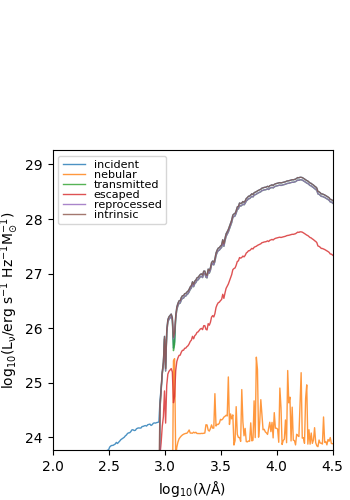 29
28
27
26
25
24
log₁₀(Lν/erg s⁻¹ Hz⁻¹M⊙⁻¹)
incident
nebular
transmitted
escaped
reprocessed
intrinsic
2.0 2.5 3.0 3.5 4.0 4.5
log₁₀(λ/Å)